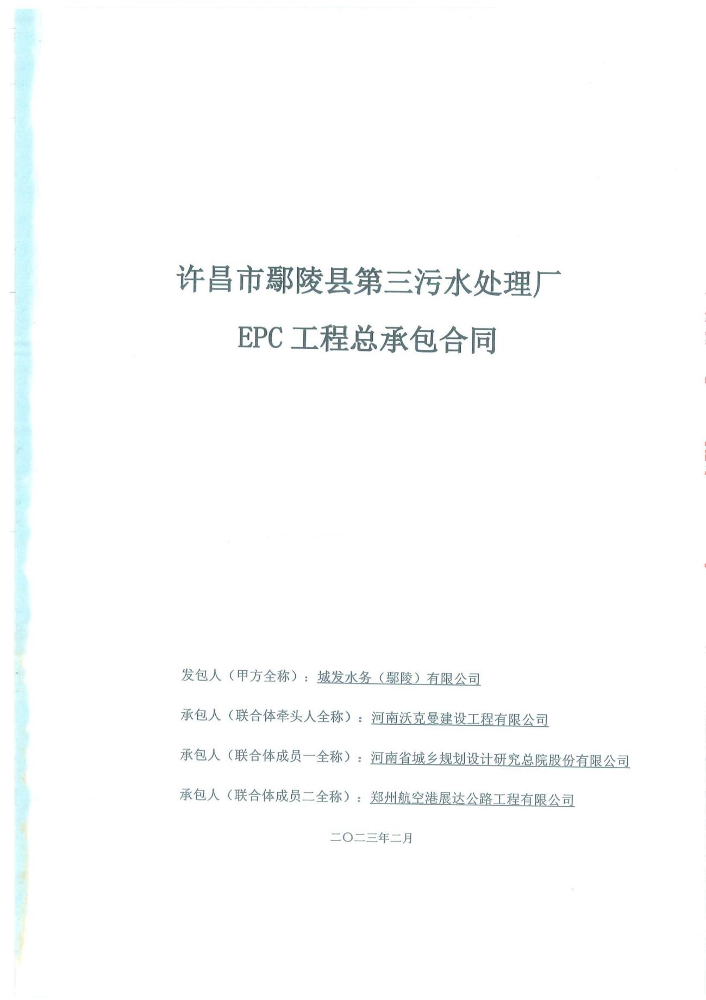 许昌市鄢陵县第三污水处理厂
EPC 工程总承包合同
发包人（甲方全称）：城发水务（鄢陵）有限公司
承包人（联合体牵头人全称）：河南沃克曼建设工程有限公司
承包人（联合体成员一全称）：河南省城乡规划设计研究总院股份有限公司
承包人（联合体成员二全称）：郑州航空港展达公路工程有限公司
二〇二三年二月